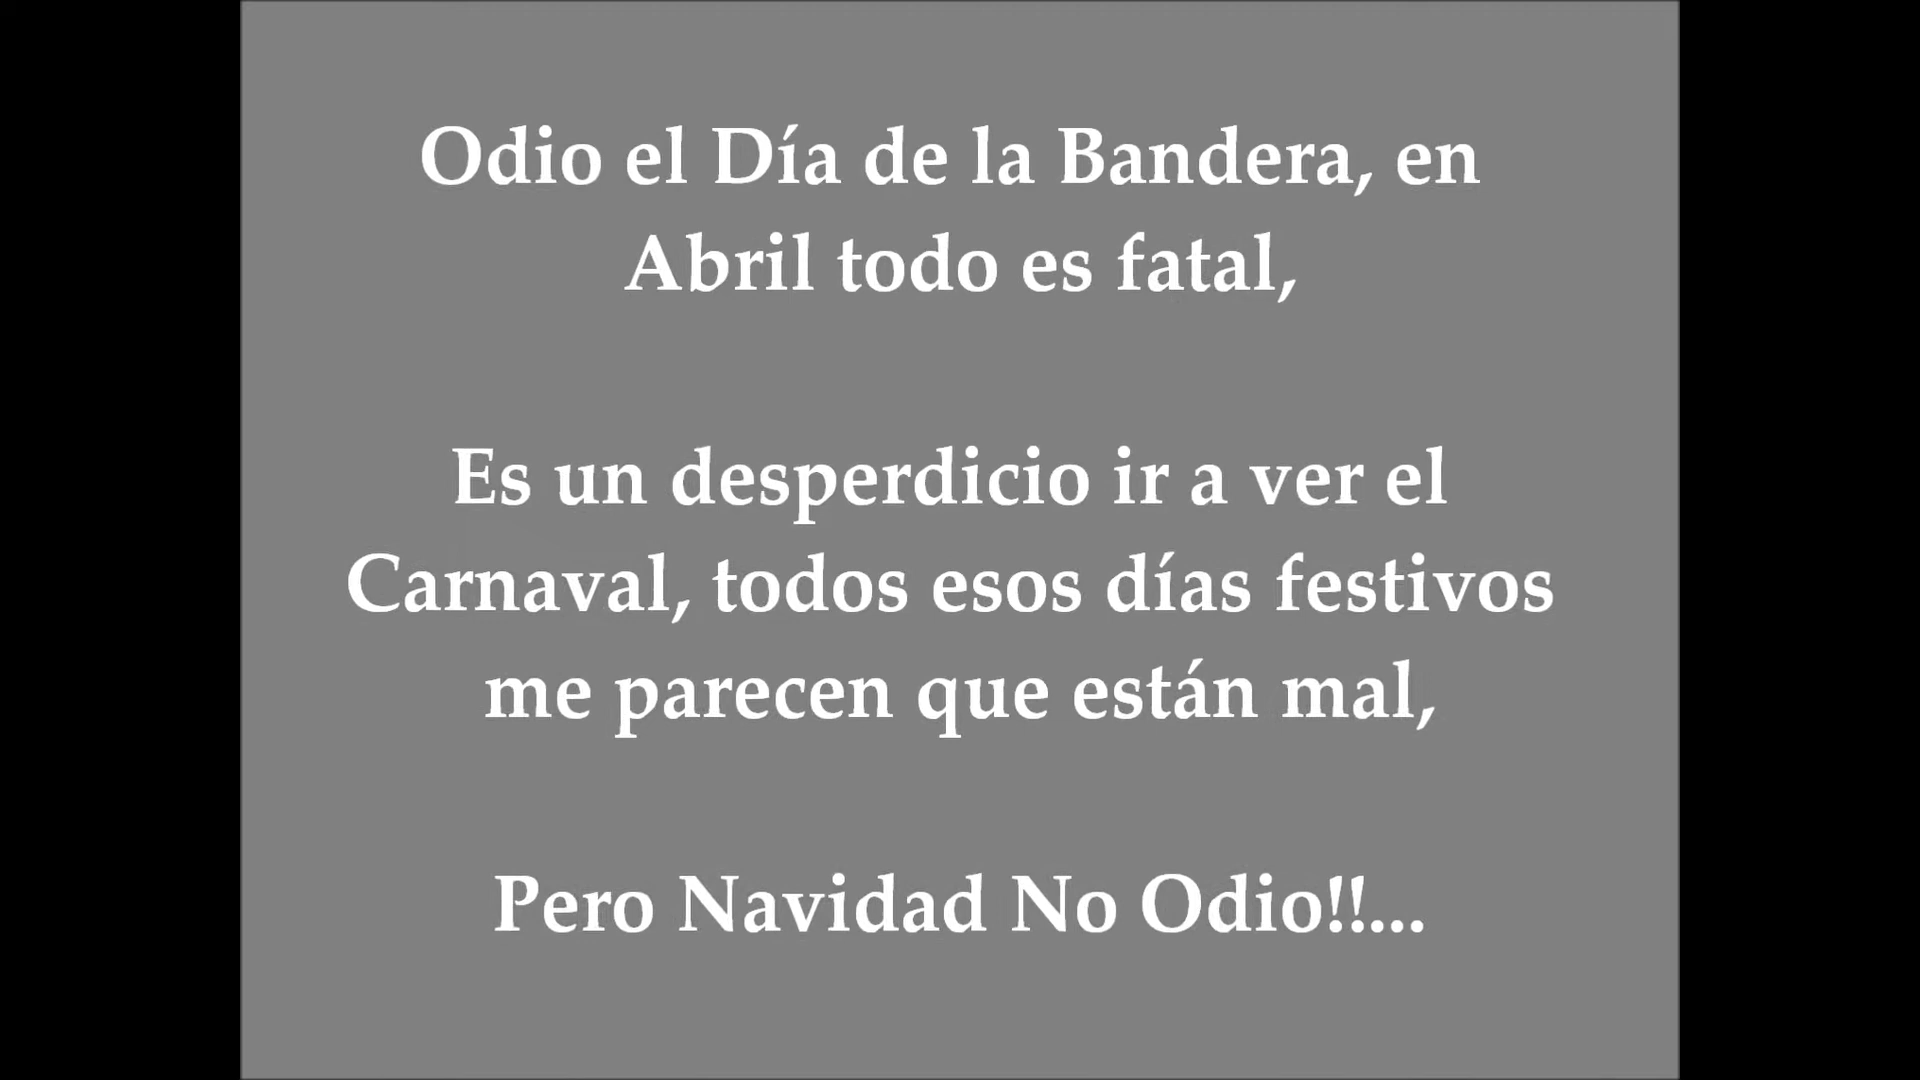 Odio el Día de la Bandera, en
Abril todo es fatal,
Es un desperdicio ir a ver el
Carnaval, todos esos días festivos
me parecen que están mal,
Pero Navidad No Odio!!...